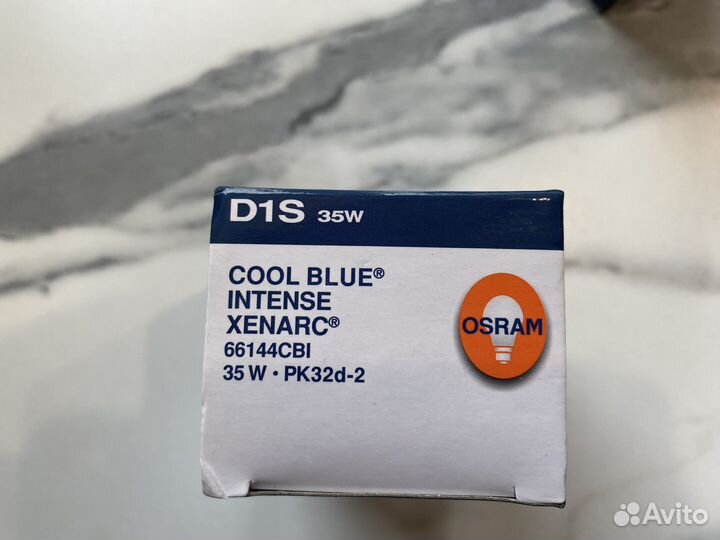 D1S 35W
COOL BLUE®
INTENSE
XENARC®
66144CBI
35 W • PK32d-2
OSRAM
Avito